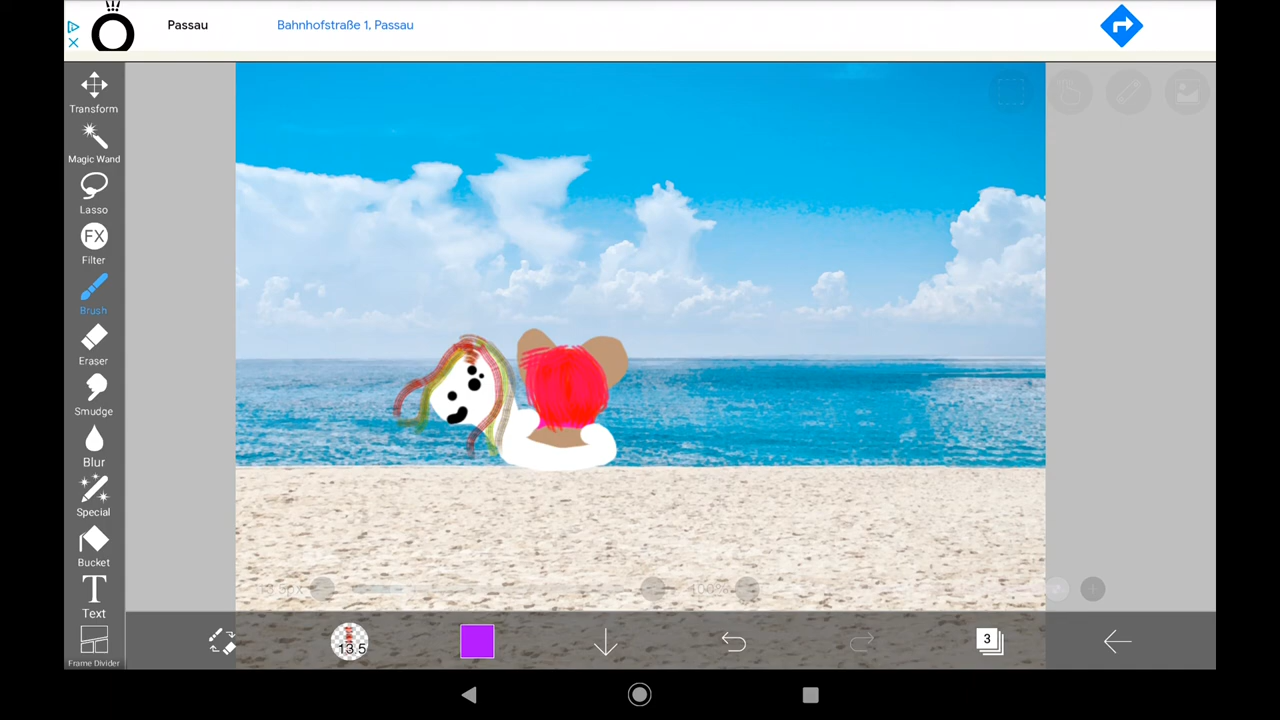 Passau
Bahnhofstraße 1, Passau
Transform
Magic Wand
Lasso
FX
Filter
Brush
Eraser
Smudge
Blur
Special
Bucket
T
Text
Frame Divider
100%
13.5
3